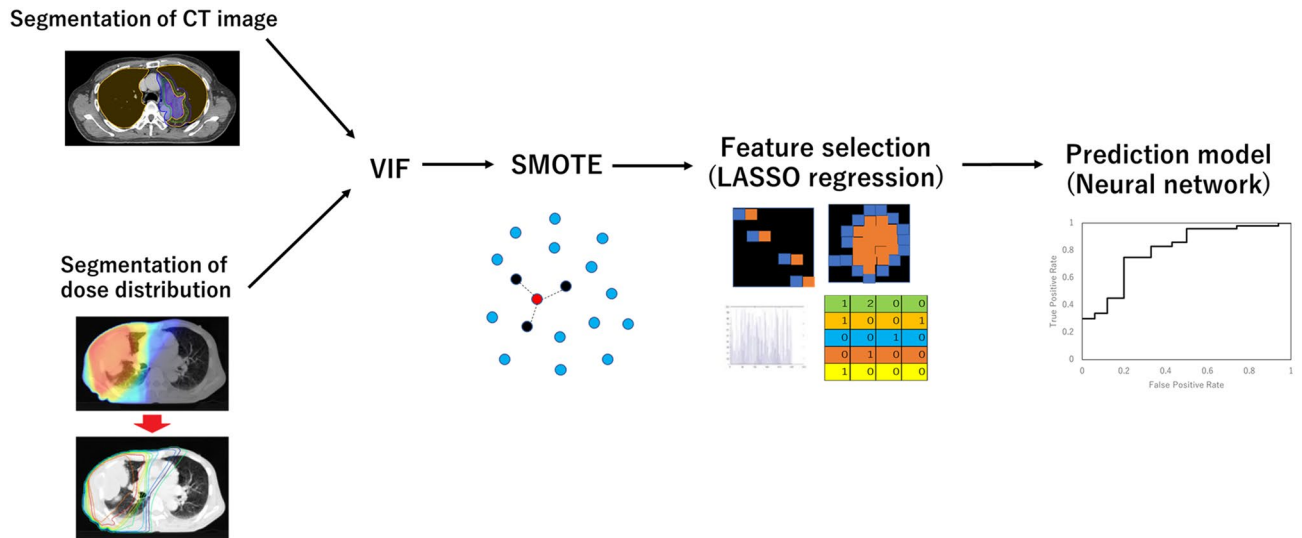 Segmentation of CT image
VIF
SMOTE
Feature selection
(LASSO regression)
Prediction model
(Neural network)
Segmentation of
dose distribution
1 2 0 0
1 0 0 1
0 0 1 0
0 1 0 0
1 0 0 0
True Positive Rate
1
0.8
0.6
0.4
0.2
0
0 0.2 0.4 0.6 0.8 1
False Positive Rate